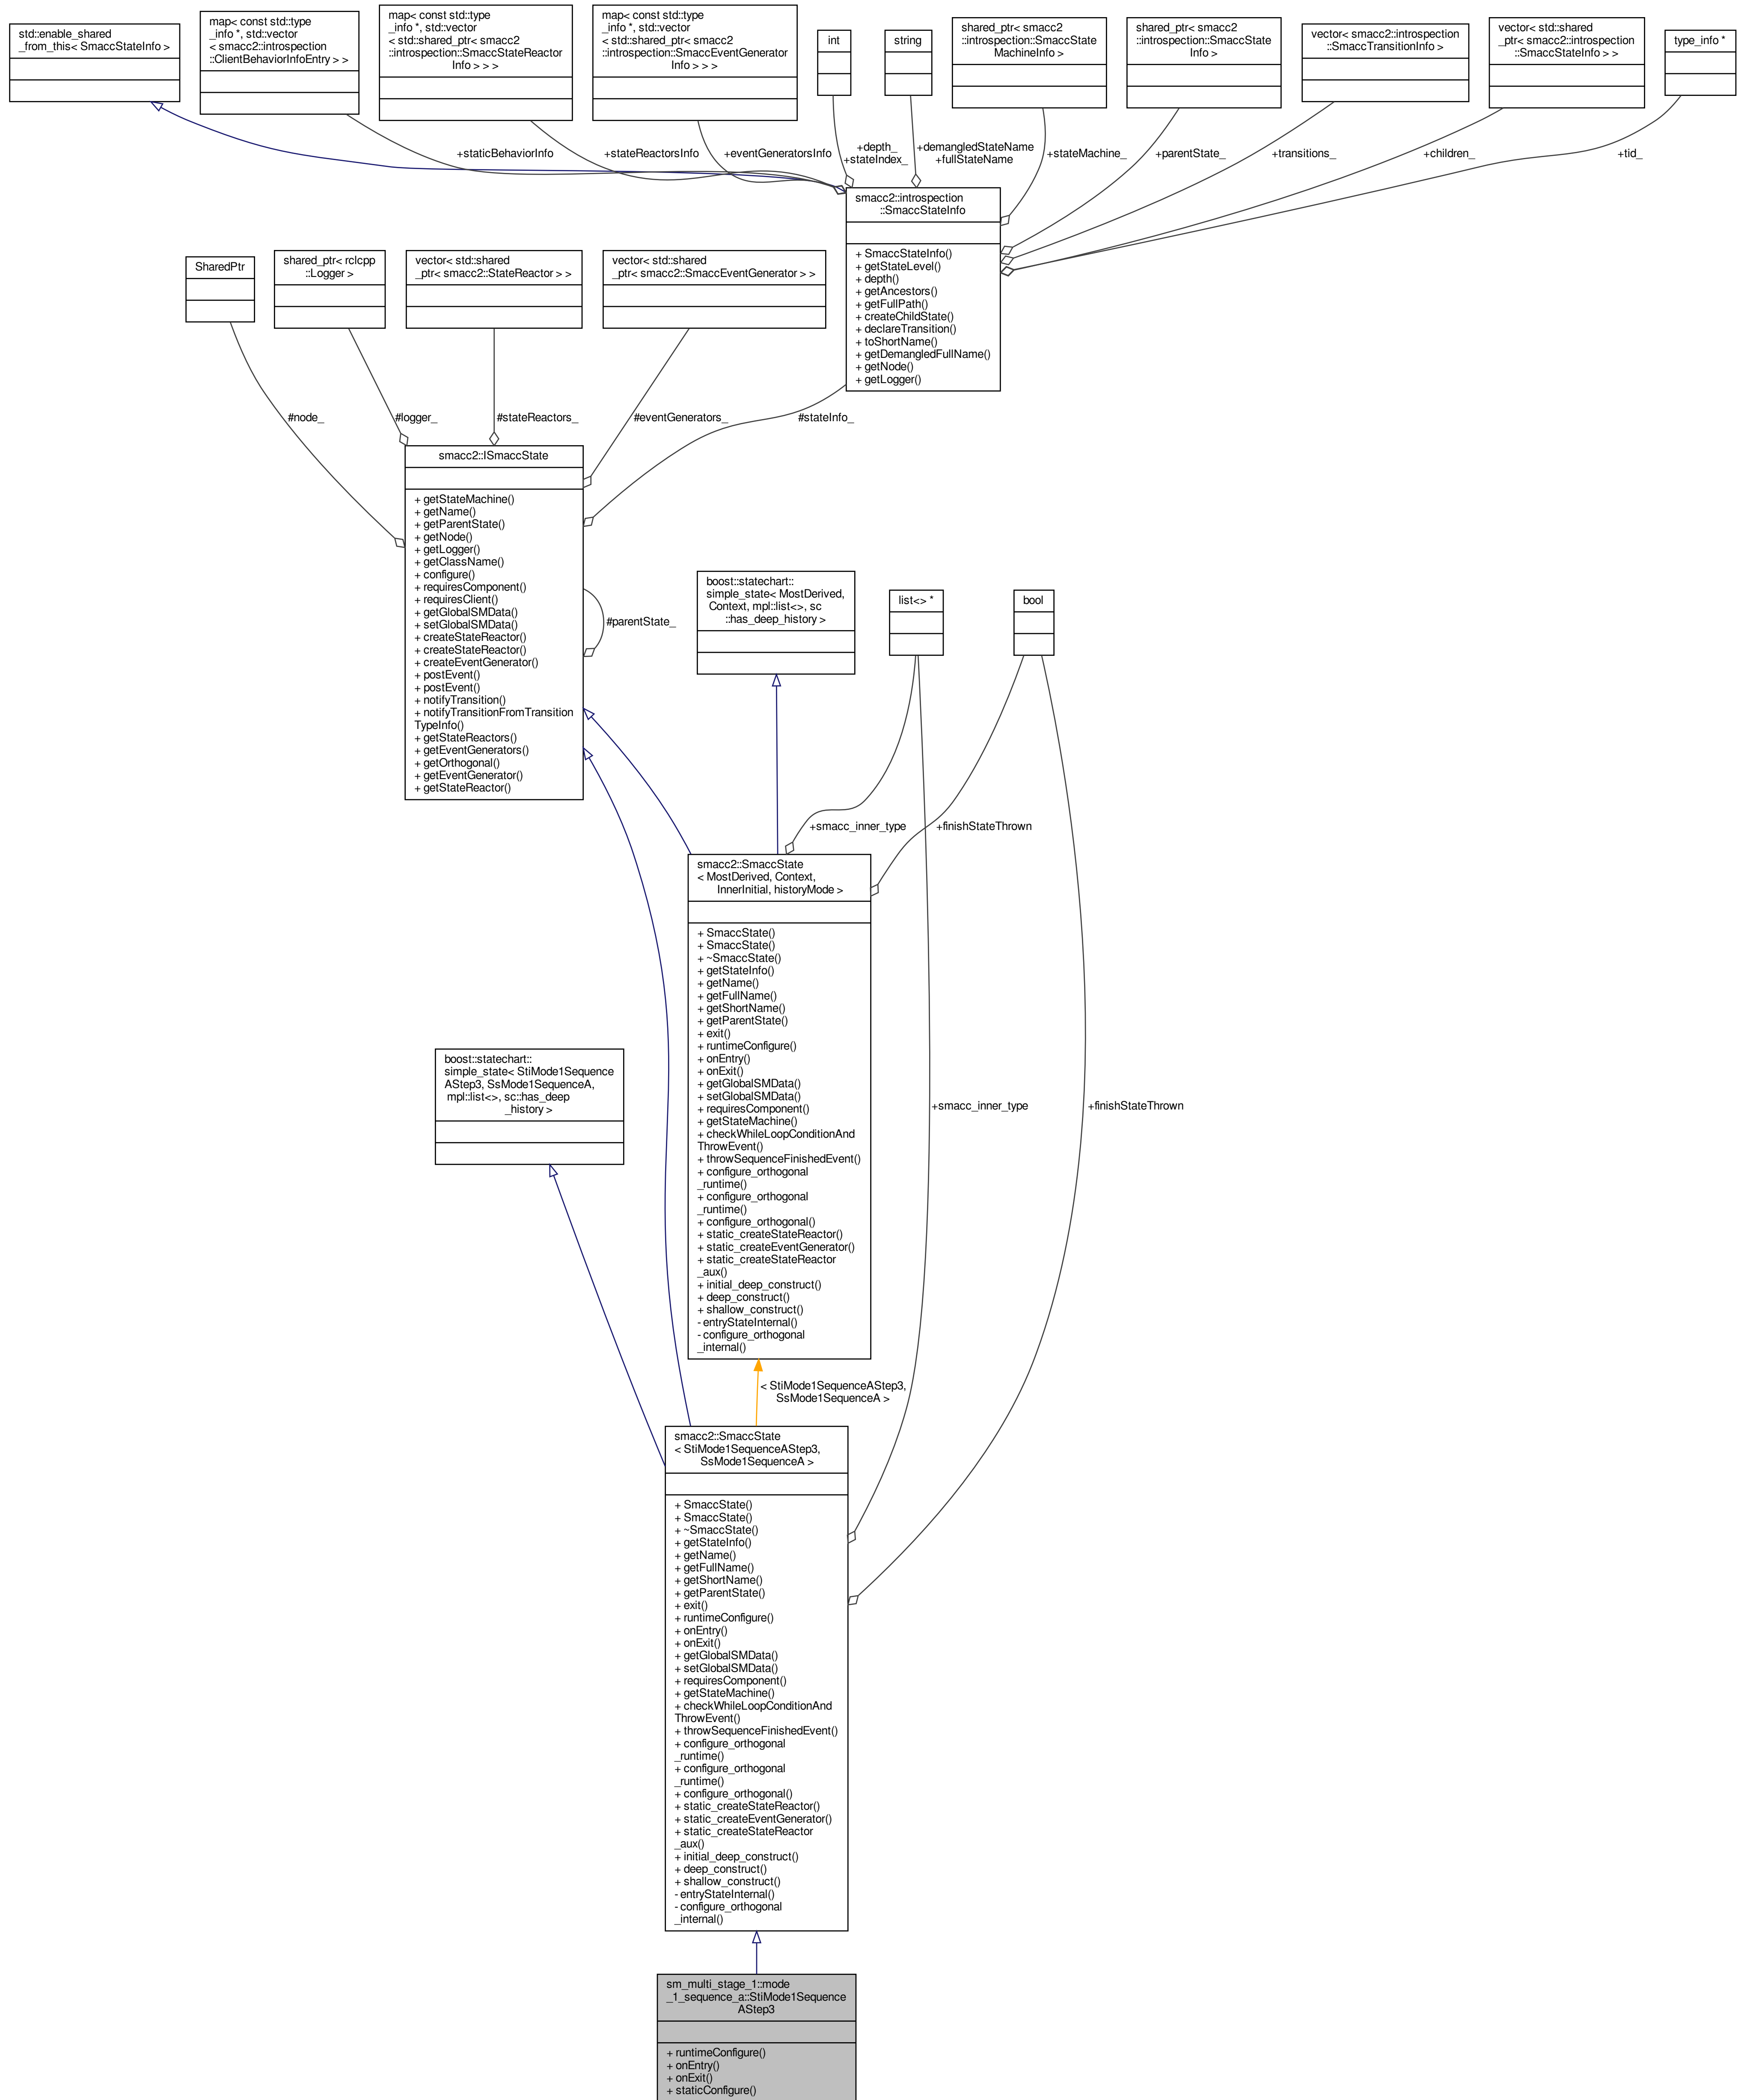 std::enable_shared
_from_this< SmaccStateInfo >
map< const std::type
_info *, std::vector
< smacc2::introspection
::ClientBehaviorInfoEntry > >
map< const std::type
_info *, std::vector
< std::shared_ptr< smacc2
::introspection::SmaccStateReactor
Info > > >
map< const std::type
_info *, std::vector
< std::shared_ptr< smacc2
::introspection::SmaccEventGenerator
Info > > >
int
string
shared_ptr< smacc2
::introspection::SmaccState
MachineInfo >
shared_ptr< smacc2
::introspection::SmaccState
Info >
vector< smacc2::introspection
::SmaccTransitionInfo >
vector< std::shared
_ptr< smacc2::introspection
::SmaccStateInfo > >
type_info *
+staticBehaviorInfo
+stateReactorsInfo
+eventGeneratorsInfo
+depth_
+stateIndex_
+demangledStateName
+fullStateName
+stateMachine_
+parentState_
+transitions_
+children_
+tid_
smacc2::introspection
::SmaccStateInfo
+ SmaccStateInfo()
+ getStateLevel()
+ depth()
+ getAncestors()
+ getFullPath()
+ createChildState()
+ declareTransition()
+ toShortName()
+ getDemangledFullName()
+ getNode()
+ getLogger()
SharedPtr
shared_ptr< rclcpp
::Logger >
vector< std::shared
_ptr< smacc2::StateReactor > >
vector< std::shared
_ptr< smacc2::SmaccEventGenerator > >
#node_
#logger_
#stateReactors_
#eventGenerators_
#stateInfo_
smacc2::ISmaccState
+ getStateMachine()
+ getName()
+ getParentState()
+ getNode()
+ getLogger()
+ getClassName()
+ configure()
+ requiresComponent()
+ requiresClient()
+ getGlobalSMData()
+ setGlobalSMData()
+ createStateReactor()
+ createStateReactor()
+ createEventGenerator()
+ postEvent()
+ postEvent()
+ notifyTransition()
+ notifyTransitionFromTransition
TypeInfo()
+ getStateReactors()
+ getEventGenerators()
+ getOrthogonal()
+ getEventGenerator()
+ getStateReactor()
#parentState_
boost::statechart::
simple_state< MostDerived,
Context, mpl::list<>, sc
::has_deep_history >
list<> *
bool
+smacc_inner_type
+finishStateThrown
smacc2::SmaccState
< MostDerived, Context,
InnerInitial, historyMode >
+ SmaccState()
+ SmaccState()
+ ~SmaccState()
+ getStateInfo()
+ getName()
+ getFullName()
+ getShortName()
+ getParentState()
+ exit()
+ runtimeConfigure()
+ onEntry()
+ onExit()
+ getGlobalSMData()
+ setGlobalSMData()
+ requiresComponent()
+ getStateMachine()
+ checkWhileLoopConditionAnd
ThrowEvent()
+ throwSequenceFinishedEvent()
+ configure_orthogonal
_runtime()
+ configure_orthogonal
_runtime()
+ configure_orthogonal()
+ static_createStateReactor()
+ static_createEventGenerator()
+ static_createStateReactor
_aux()
+ initial_deep_construct()
+ deep_construct()
+ shallow_construct()
- entryStateInternal()
- configure_orthogonal
_internal()
boost::statechart::
simple_state< StiMode1Sequence
AStep3, SsMode1SequenceA,
mpl::list<>, sc::has_deep
_history >
+smacc_inner_type
+finishStateThrown
< StiMode1SequenceAStep3,
SsMode1SequenceA >
smacc2::SmaccState
< StiMode1SequenceAStep3,
SsMode1SequenceA >
+ SmaccState()
+ SmaccState()
+ ~SmaccState()
+ getStateInfo()
+ getName()
+ getFullName()
+ getShortName()
+ getParentState()
+ exit()
+ runtimeConfigure()
+ onEntry()
+ onExit()
+ getGlobalSMData()
+ setGlobalSMData()
+ requiresComponent()
+ getStateMachine()
+ checkWhileLoopConditionAnd
ThrowEvent()
+ throwSequenceFinishedEvent()
+ configure_orthogonal
_runtime()
+ configure_orthogonal
_runtime()
+ configure_orthogonal()
+ static_createStateReactor()
+ static_createEventGenerator()
+ static_createStateReactor
_aux()
+ initial_deep_construct()
+ deep_construct()
+ shallow_construct()
- entryStateInternal()
- configure_orthogonal
_internal()
sm_multi_stage_1::mode
_1_sequence_a::StiMode1Sequence
AStep3
+ runtimeConfigure()
+ onEntry()
+ onExit()
+ staticConfigure()